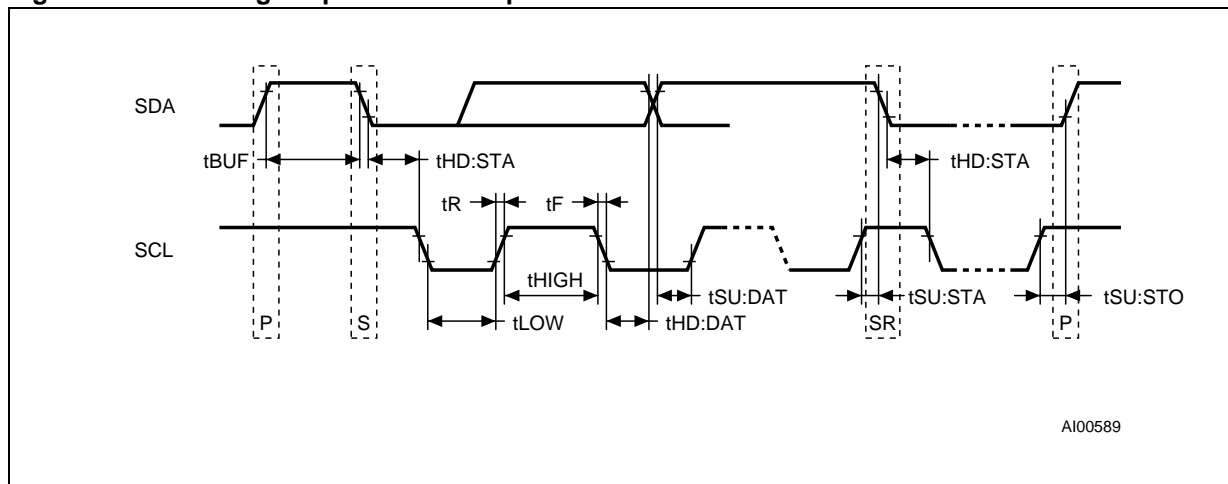 SDA
tBUF
tHD:STA
tHD:STA
tR
tF
SCL
tHIGH
tSU:DAT
tSU:STA
tSU:STO
P
S
tLOW
tHD:DAT
SR
P
AI00589